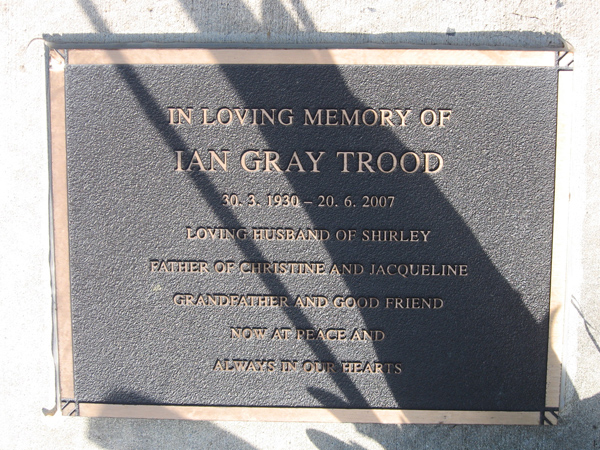 IN LOVING MEMORY OF
IAN GRAY TROOD
30. 3. 1930 – 20. 6. 2007
LOVING HUSBAND OF SHIRLEY
FATHER OF CHRISTINE AND JACQUELINE
GRANDFATHER AND GOOD FRIEND
NOW AT PEACE AND
ALWAYS IN OUR HEARTS